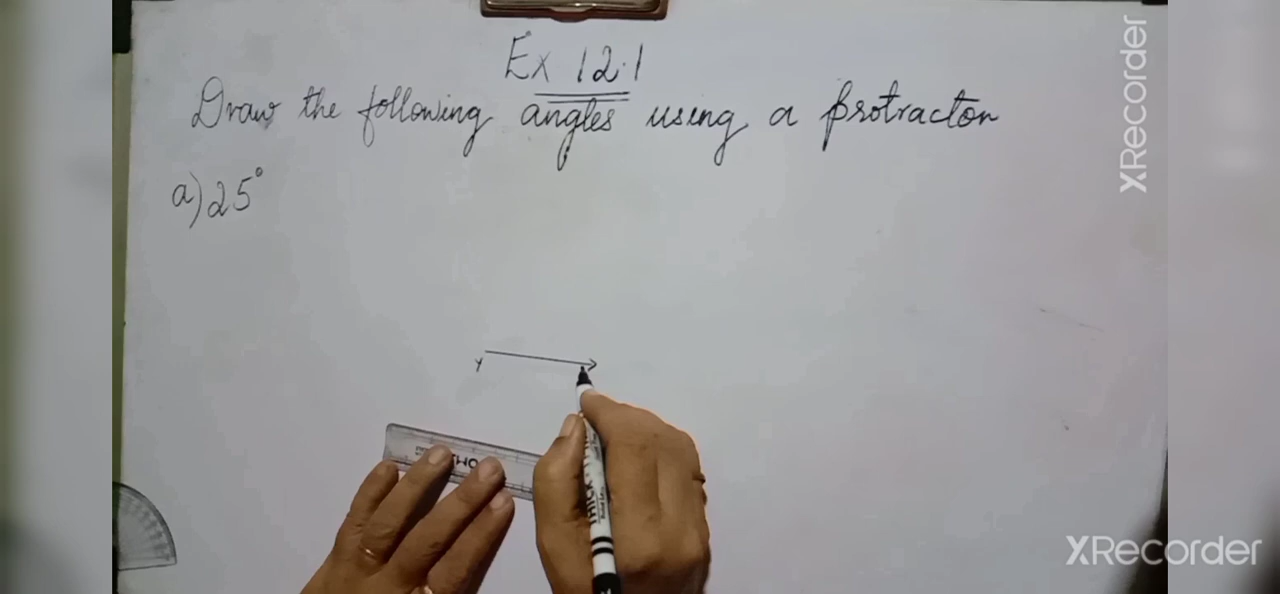 Ex 12.1
Draw the following angles using a protractor
a) 25°
Y
XRecorder
XRecorder